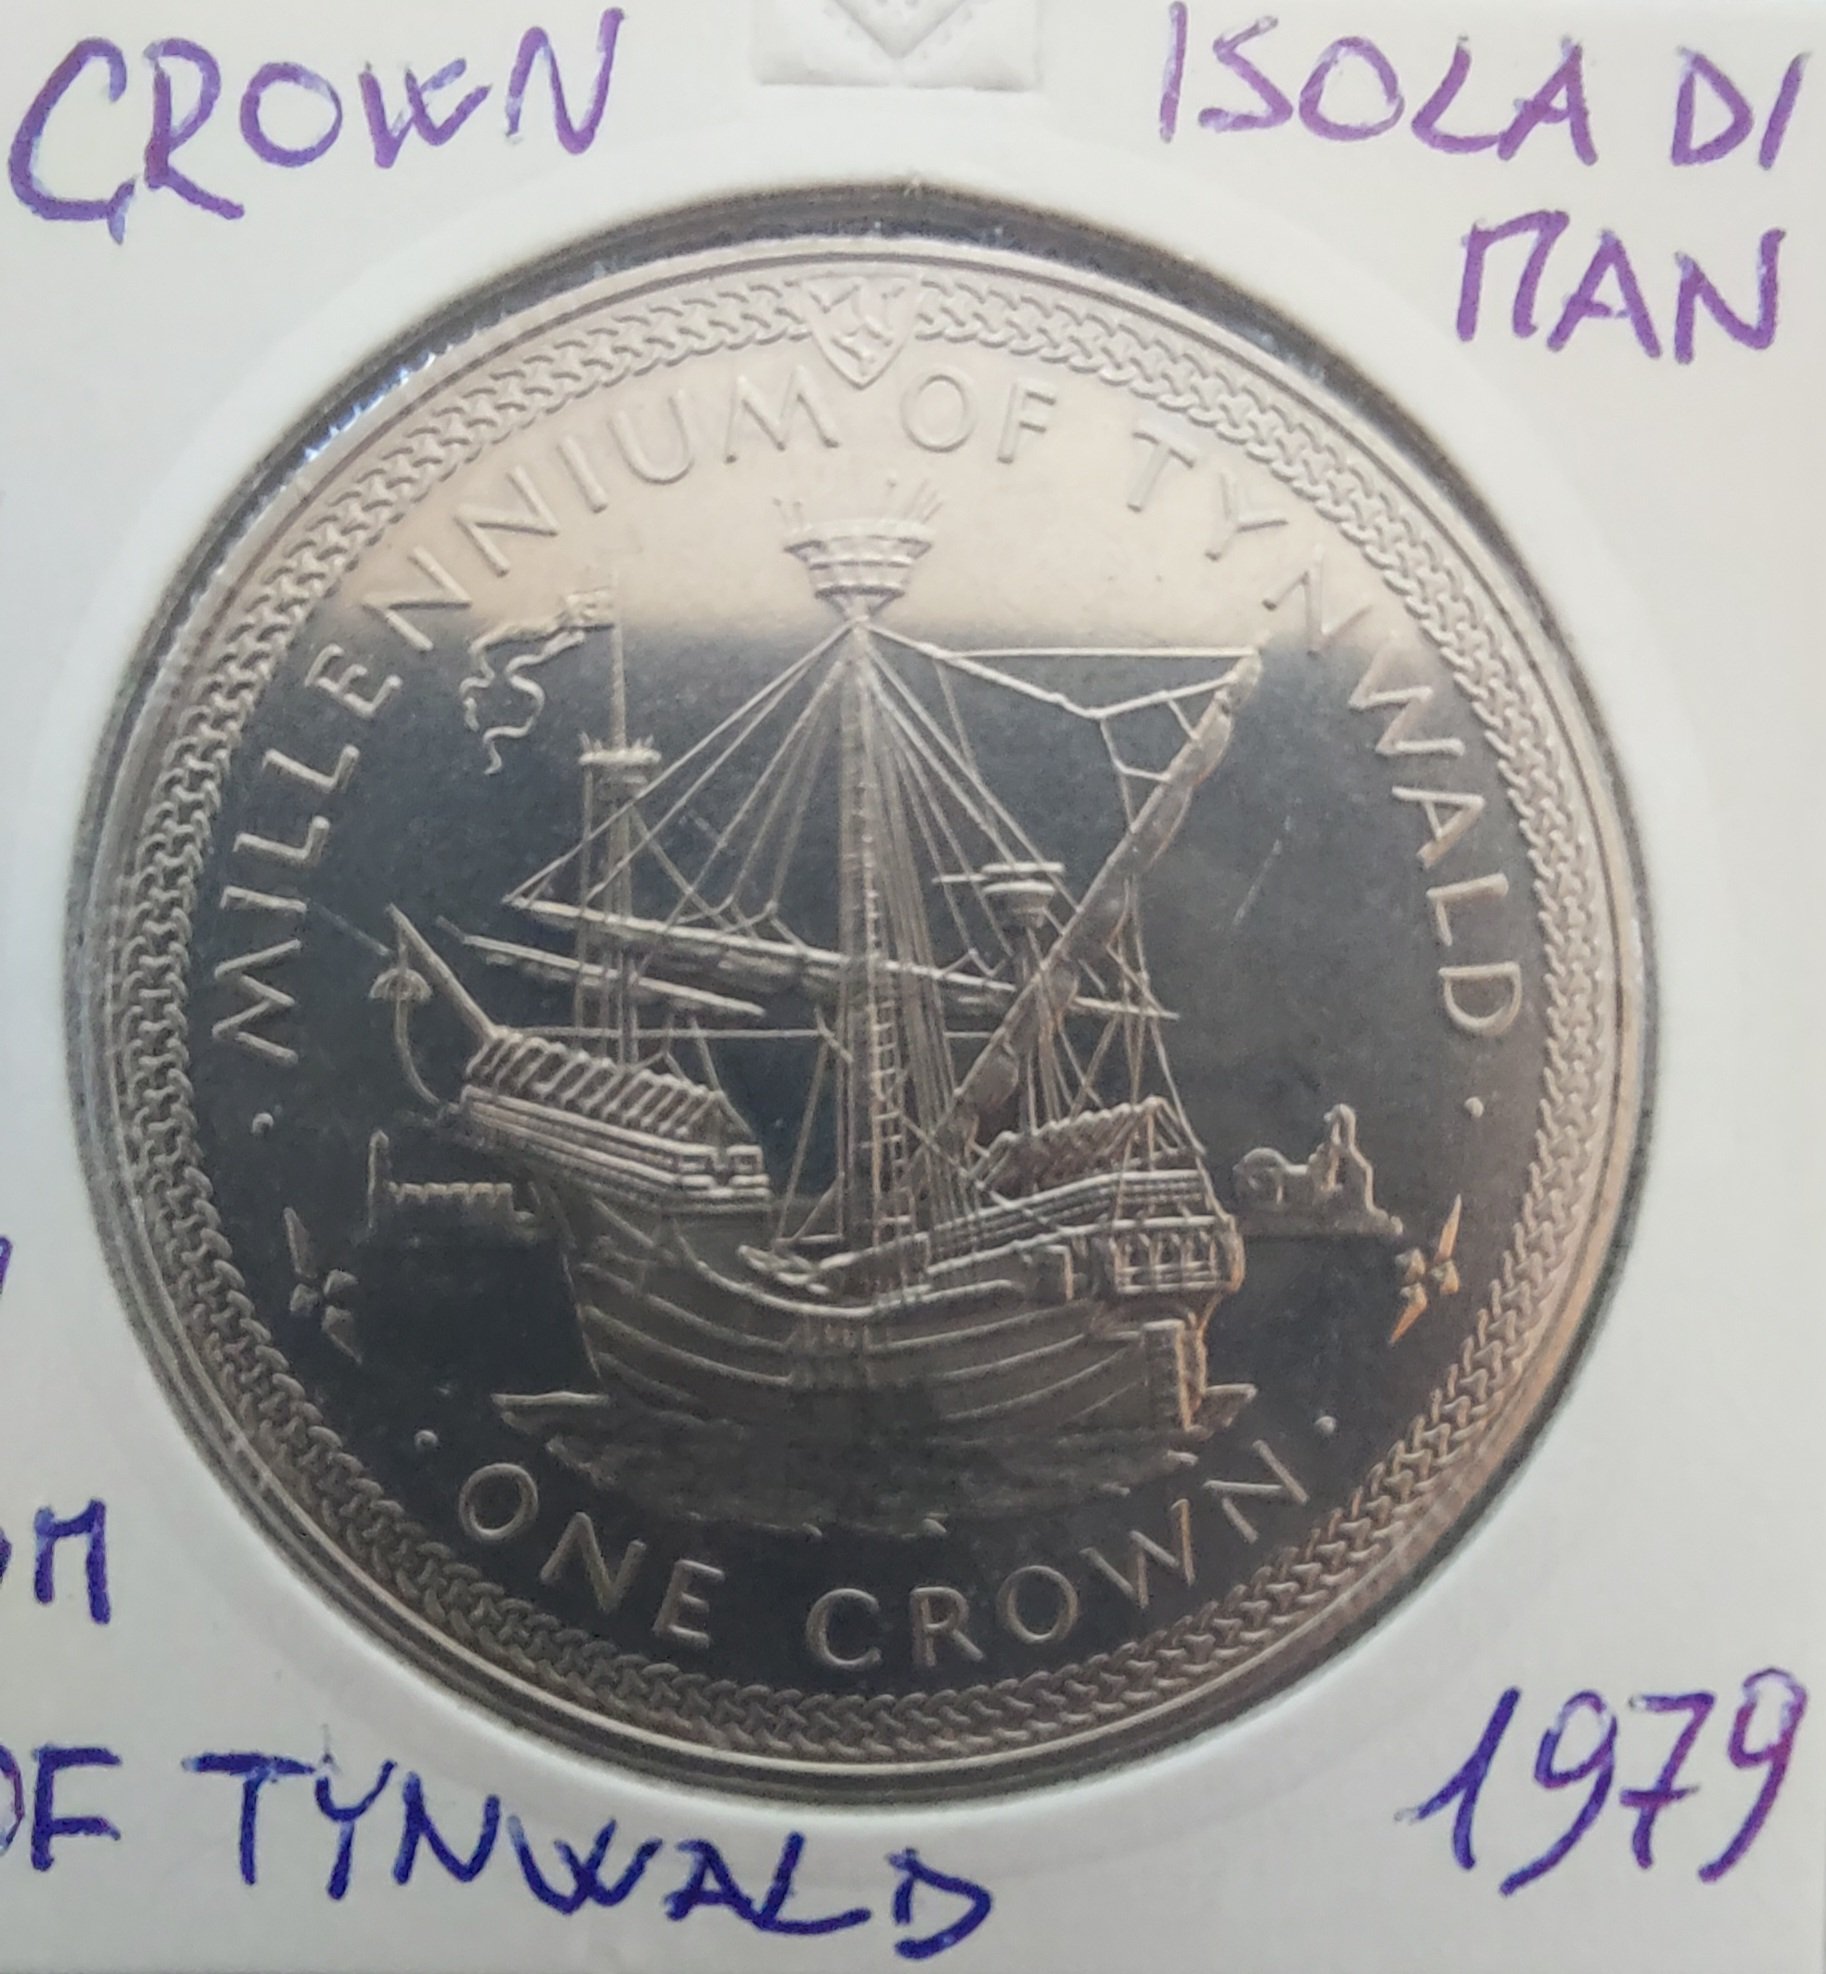 CROWN
ISOLA DI
MAN
MILLENNIUM OF TYNWALD
· ONE CROWN ·
OF TYNWALD
1979